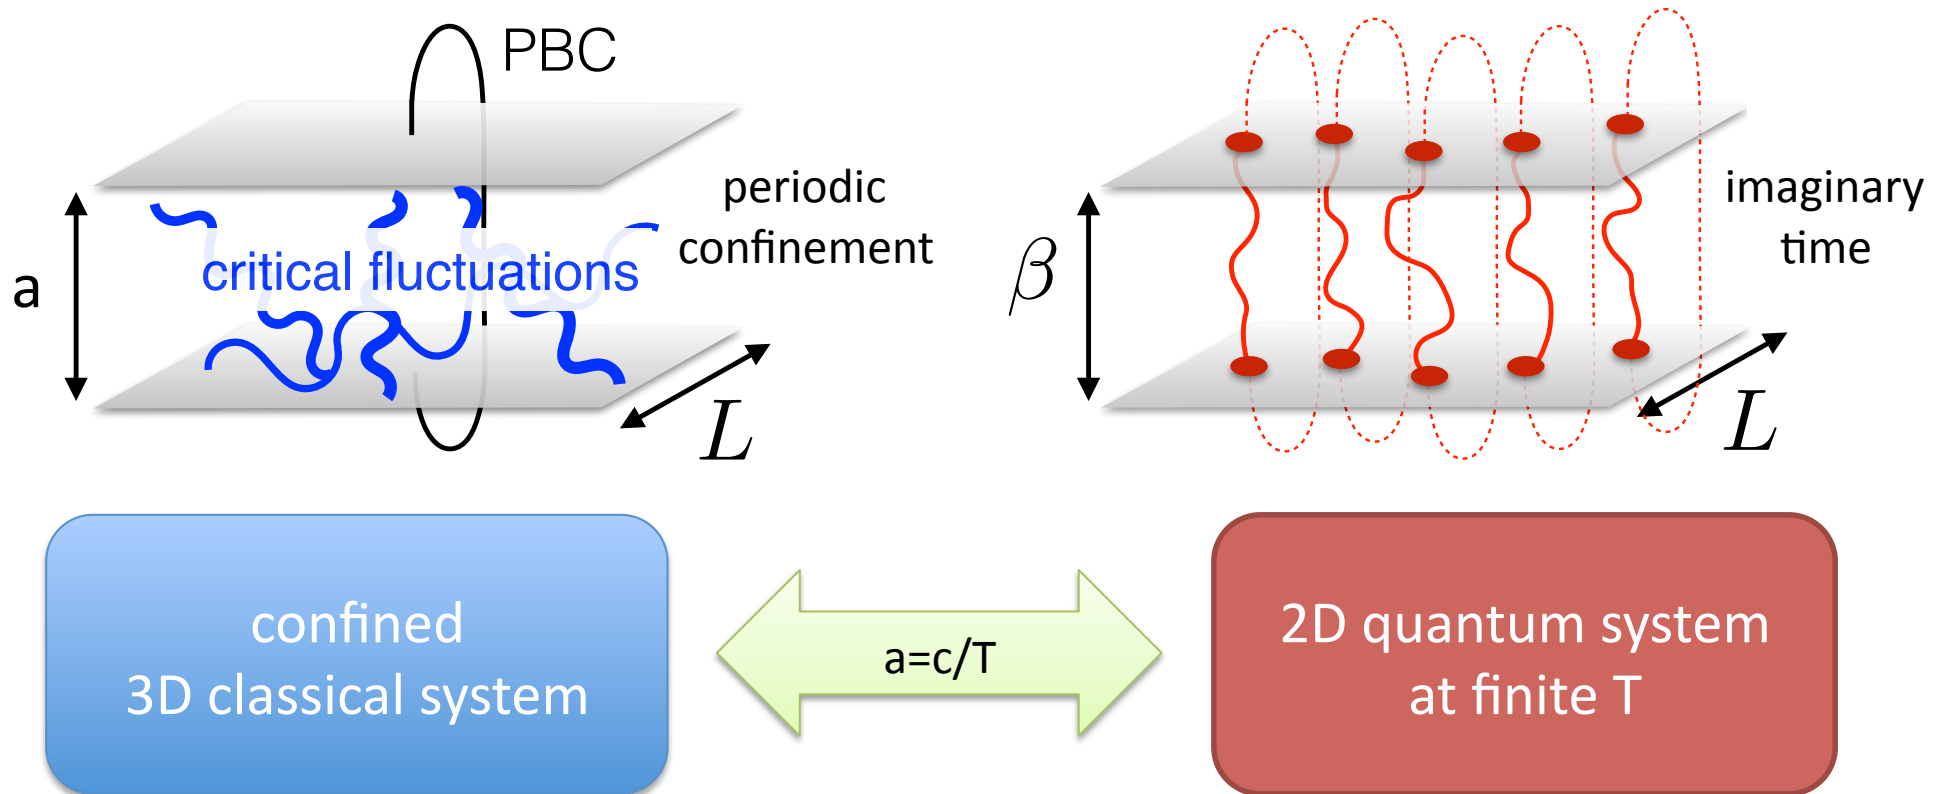 PBC
periodic
confinement
critical fluctuations
a
L
imaginary
time
β
L
confined
3D classical system
a=c/T
2D quantum system
at finite T